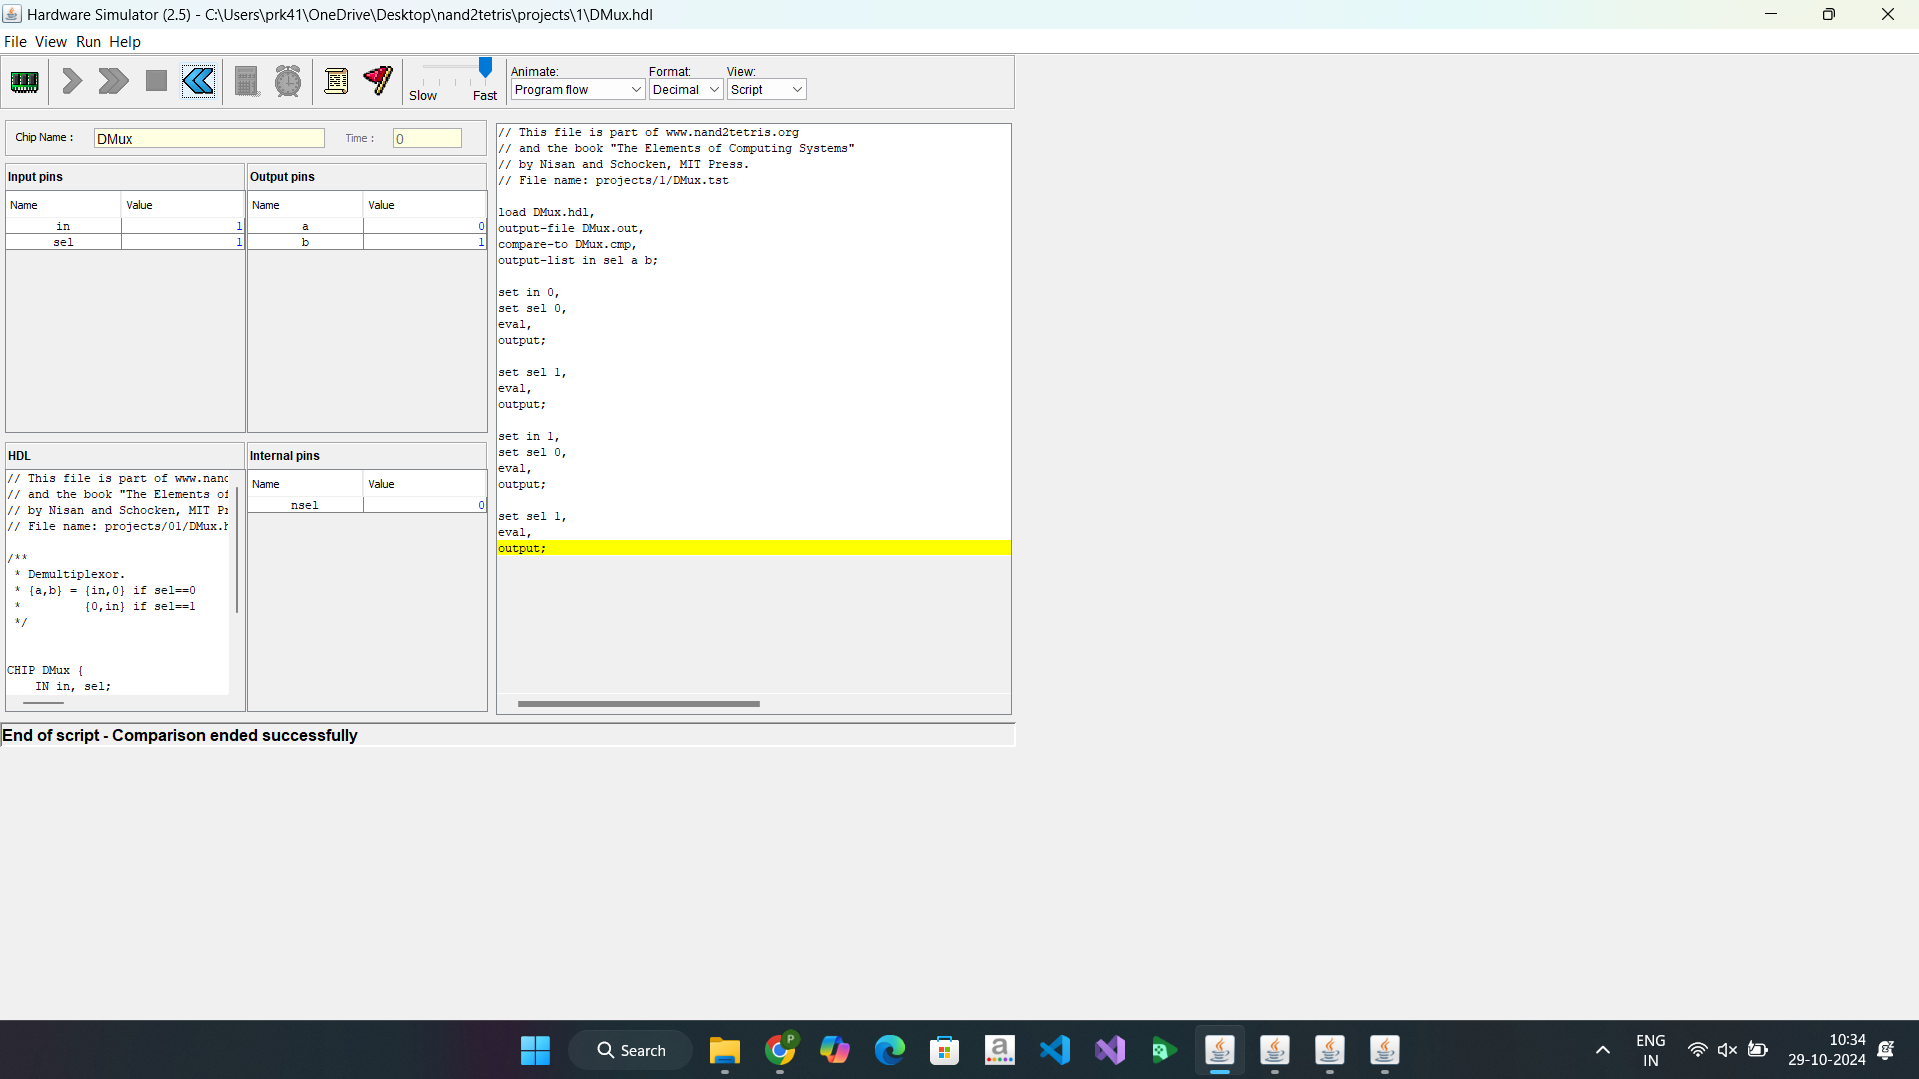 Hardware Simulator (2.5) - C:\Users\prk41\OneDrive\Desktop\nand2tetris\projects\1\DMux.hdl
File View Run Help
Slow Fast
Animate: Format: View:
Program flow Decimal Script
Chip Name : DMux Time : 0
Input pins
Name Value
in 1
sel 1
Output pins
Name Value
a 0
b 1
HDL
// This file is part of www.nand
// and the book "The Elements of
// by Nisan and Schocken, MIT Pr
// File name: projects/01/DMux.h
/**
* Demultiplexor.
* {a,b} = {in,0} if sel==0
* {0,in} if sel==1
*/
CHIP DMux {
IN in, sel;
Internal pins
Name Value
nsel 0
// This file is part of www.nand2tetris.org
// and the book "The Elements of Computing Systems"
// by Nisan and Schocken, MIT Press.
// File name: projects/1/DMux.tst
load DMux.hdl,
output-file DMux.out,
compare-to DMux.cmp,
output-list in sel a b;
set in 0,
set sel 0,
eval,
output;
set sel 1,
eval,
output;
set in 1,
set sel 0,
eval,
output;
set sel 1,
eval,
output;
End of script - Comparison ended successfully
Search
P
a
ENG
IN
10:34
29-10-2024